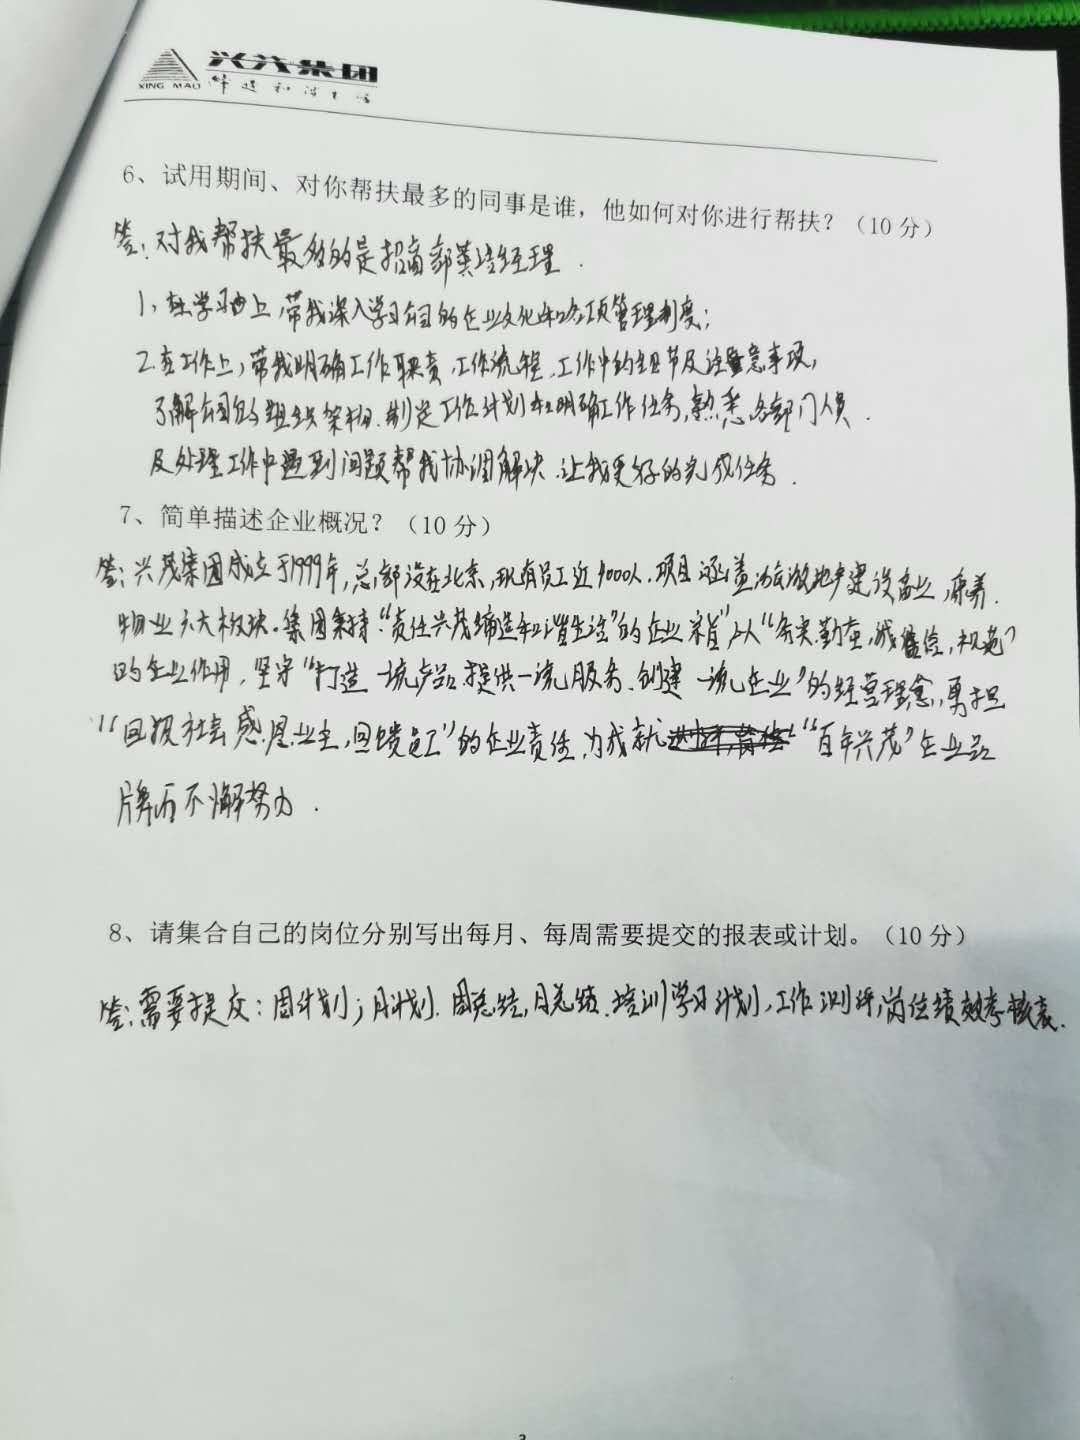 兴茂集团
XING MAO
缔造和谐生活
6、试用期间、对你帮扶最多的同事是谁，他如何对你进行帮扶？（10分）
答：对我帮扶最多的是招商部龚培经理．
1、在学习上，带我深入学习集团的企业文化和各项管理制度；
2、在工作上，带我明确工作职责、工作流程、工作中的细节及注意事项，
了解集团的组织架构、制定工作计划和明确工作任务，熟悉各部门人员．
及处理工作中遇到问题帮我协调解决．让我更好的完成任务．
7、简单描述企业概况？（10分）
答：兴茂集团成立于1999年，总部设在北京，现有员工近4000人．项目涵盖旅游地产建设商业，康养．
物业六大板块．集团秉持“责任兴茂缔造和谐生活”的企业宗旨”以“务实勤奋，诚信，规范”
的企业作用，坚守“打造一流产品．提供一流服务．创建一流企业”的经营理念，勇担
“回报社会感恩业主，回馈员工”的企业责任，为成就“百年兴茂”企业品
牌而不懈努力．
8、请集合自己的岗位分别写出每月、每周需要提交的报表或计划。（10分）
答：需要提交：周计划；月计划．周总结，月总结．培训学习计划，工作测评，岗位绩效考核表．
3